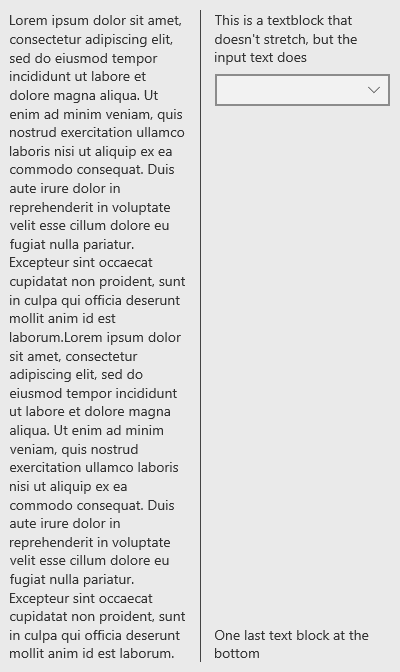 Lorem ipsum dolor sit amet,
consectetur adipiscing elit,
sed do eiusmod tempor
incididunt ut labore et
dolore magna aliqua. Ut
enim ad minim veniam, quis
nostrud exercitation ullamco
laboris nisi ut aliquip ex ea
commodo consequat. Duis
aute irure dolor in
reprehenderit in voluptate
velit esse cillum dolore eu
fugiat nulla pariatur.
Excepteur sint occaecat
cupidatat non proident, sunt
in culpa qui officia deserunt
mollit anim id est
laborum.Lorem ipsum dolor
sit amet, consectetur
adipiscing elit, sed do
eiusmod tempor incididunt
ut labore et dolore magna
aliqua. Ut enim ad minim
veniam, quis nostrud
exercitation ullamco laboris
nisi ut aliquip ex ea
commodo consequat. Duis
aute irure dolor in
reprehenderit in voluptate
velit esse cillum dolore eu
fugiat nulla pariatur.
Excepteur sint occaecat
cupidatat non proident, sunt
in culpa qui officia deserunt
mollit anim id est laborum.
This is a textblock that
doesn't stretch, but the
input text does
One last text block at the
bottom